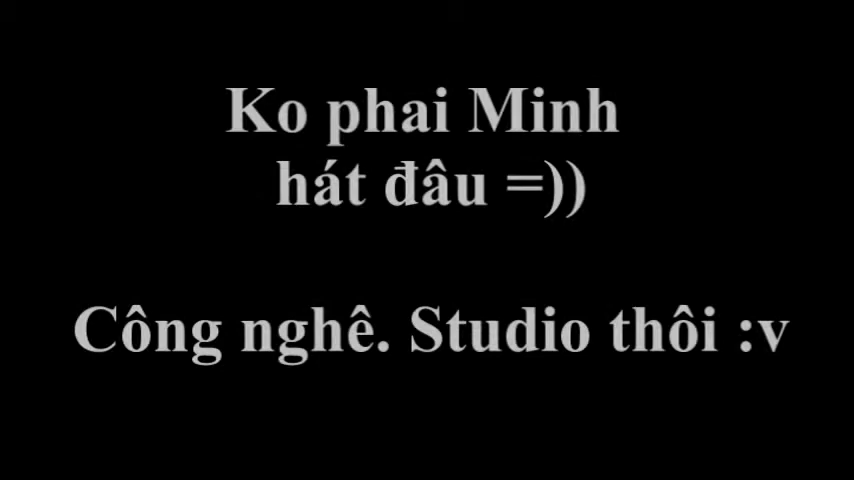 Ko phai Minh
hát đâu =))
Công nghê. Studio thôi :v